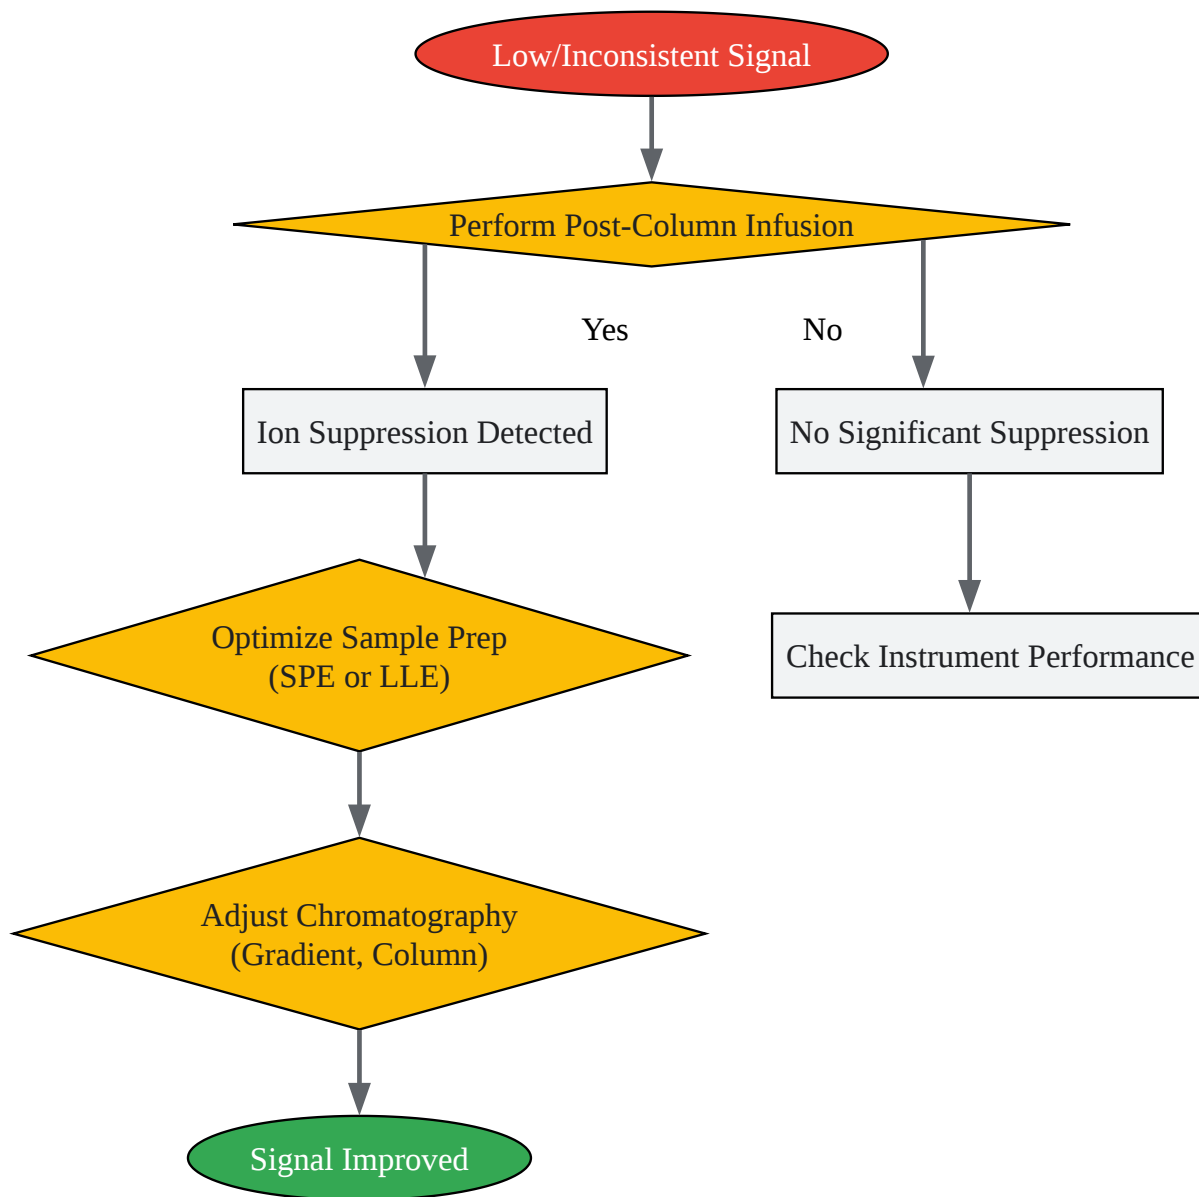 Low/Inconsistent Signal
Perform Post-Column Infusion
Yes
No
Ion Suppression Detected
No Significant Suppression
Optimize Sample Prep
(SPE or LLE)
Check Instrument Performance
Adjust Chromatography
(Gradient, Column)
Signal Improved